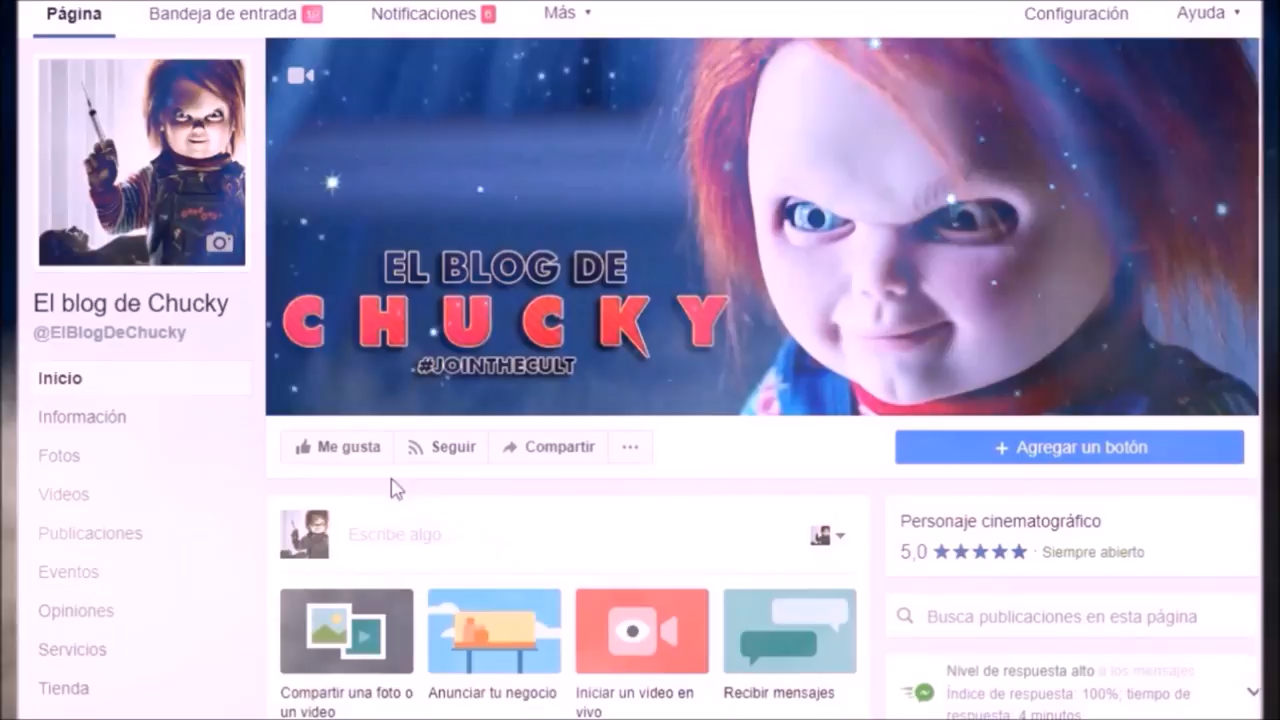 Página
Bandeja de entrada
Notificaciones 6
Más
Configuración
Ayuda
EL BLOG DE
CHUCKY
#JOINTHECULT
El blog de Chucky
@ElBlogDeChucky
Inicio
Información
Fotos
Videos
Publicaciones
Eventos
Opiniones
Servicios
Tienda
Me gusta
Seguir
Compartir
+ Agregar un botón
Escribe algo...
Compartir una foto o
un video
Anunciar tu negocio
Iniciar un video en
vivo
Recibir mensajes
Personaje cinematográfico
5,0 ★★★★★ · Siempre abierto
Busca publicaciones en esta página
Nivel de respuesta alto a los mensajes
Índice de respuesta: 100%; tiempo de
respuesta, 4 minutos